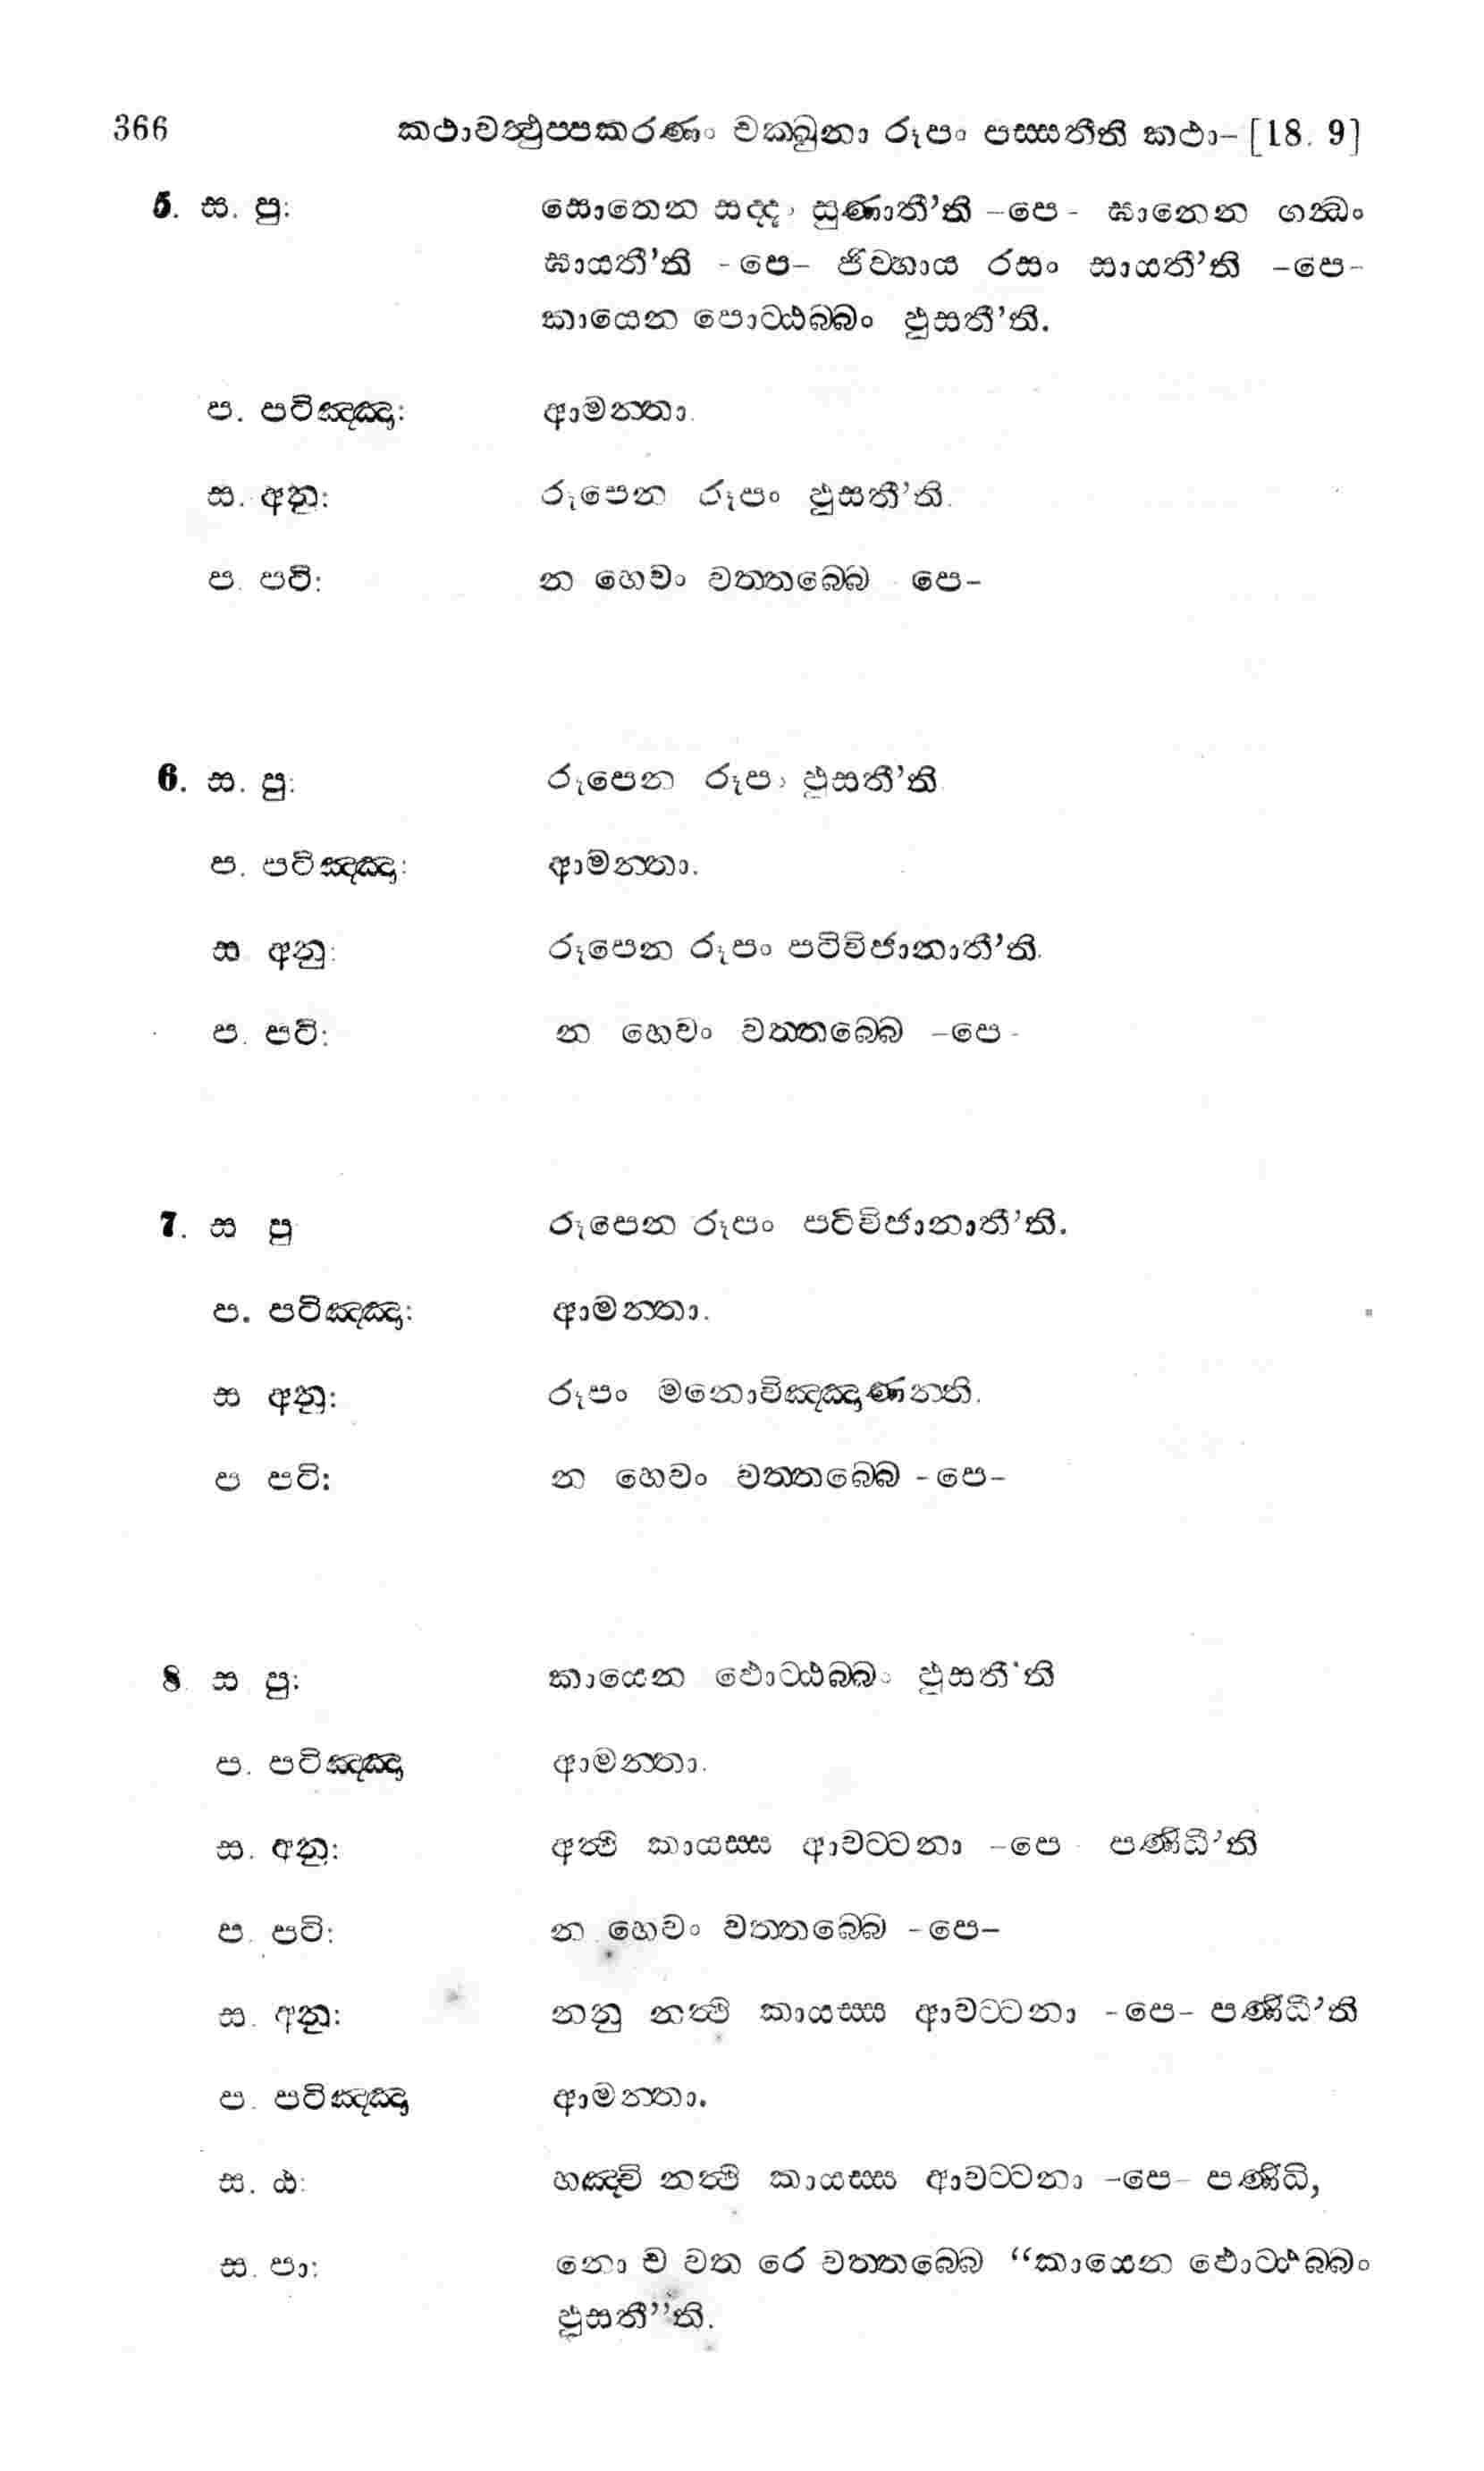 366 කථාවත්‍ථුප්‍පකරණං චක්‍ඛුනා රූපං පස්‍සතීති කථා- [18. 9]
5. ස. පු: සොතෙන සද්‍දං සුණාතී’ති -පෙ- ඝානෙන ගන්‍ධං
ඝායතී’ති -පෙ- ජිව්හාය රසං සායතී’ති -පෙ-
කායෙන පොට්‍ඨබ්‍බං ඵුසතී’ති.
ප. පටිඤ්ඤා: ආමන්‍තා.
ස. අනු: රූපෙන රූපං ඵුසතී’ති.
ප. පටි: න හෙවං වත්‍තබ්‍බෙ පෙ-
6. ස. පු: රූපෙන රූපං ඵුසතී’ති
ප. පටිඤ්ඤා: ආමන්‍තා.
ස අනු: රූපෙන රූපං පටිවිජානාතී’ති.
ප. පටි: න හෙවං වත්‍තබ්‍බෙ -පෙ-
7. ස පු රූපෙන රූපං පටිවිජානාතී’ති.
ප. පටිඤ්ඤා: ආමන්‍තා.
ස අනු: රූපං මනොවිඤ්ඤාණන්‍ති.
ප පටි: න හෙවං වත්‍තබ්‍බෙ -පෙ-
8 ස පු: කායෙන ඵොට්‍ඨබ්‍බං ඵුසතී’ති
ප. පටිඤ්ඤා ආමන්‍තා.
ස. අනු: අත්‍ථි කායස්‍ස ආවට්‍ටනා -පෙ- පණිධී’ති
ප. පටි: න හෙවං වත්‍තබ්‍බෙ -පෙ-
ස. අනු: නනු නත්‍ථි කායස්‍ස ආවට්‍ටනා -පෙ- පණිධී’ති
ප. පටිඤ්ඤා ආමන්‍තා.
ස. ඨ: හඤ්චි නත්‍ථි කායස්‍ස ආවට්‍ටනා -පෙ- පණිධි,
ස. පා: නො ච වත රෙ වත්‍තබ්‍බෙ “කායෙන ඵොට්‍ඨබ්‍බං
ඵුසතී”ති.